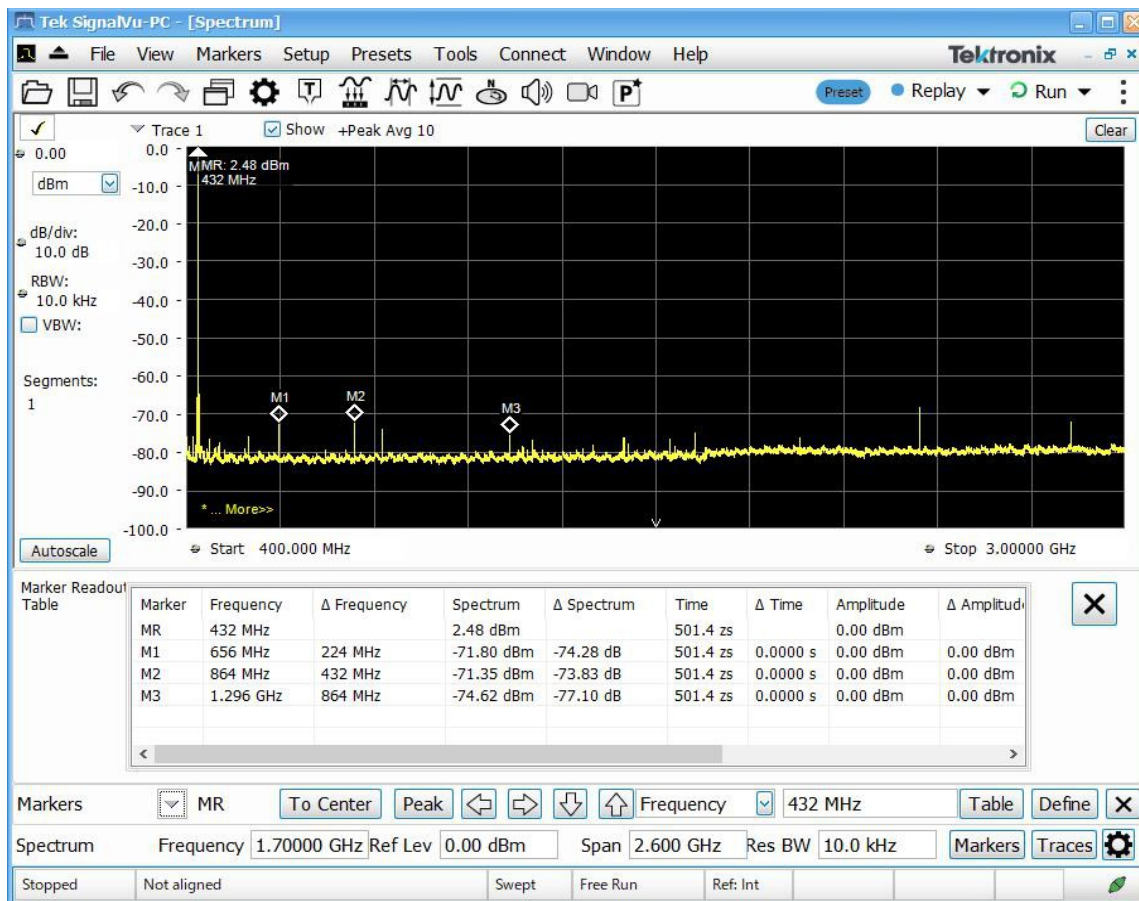 Tek SignalVu-PC - [Spectrum]
File View Markers Setup Presets Tools Connect Window Help Tektronix
T N P* Preset Replay Run
Trace 1 Show +Peak Avg 10 Clear
0.00
dBm
dB/div:
10.0 dB
RBW:
10.0 kHz
VBW:
Segments:
1
Autoscale
0.0
-10.0
-20.0
-30.0
-40.0
-50.0
-60.0
-70.0
-80.0
-90.0
-100.0
M MR: 2.48 dBm
432 MHz
M1 M2 M3
* ... More>>
Start 400.000 MHz Stop 3.00000 GHz
Marker Readout
Table
Marker Frequency Δ Frequency Spectrum Δ Spectrum Time Δ Time Amplitude Δ Amplitud
MR 432 MHz 2.48 dBm 501.4 zs 0.00 dBm
M1 656 MHz 224 MHz -71.80 dBm -74.28 dB 501.4 zs 0.0000 s 0.00 dBm 0.00 dBm
M2 864 MHz 432 MHz -71.35 dBm -73.83 dB 501.4 zs 0.0000 s 0.00 dBm 0.00 dBm
M3 1.296 GHz 864 MHz -74.62 dBm -77.10 dB 501.4 zs 0.0000 s 0.00 dBm 0.00 dBm
Markers MR To Center Peak Frequency 432 MHz Table Define X
Spectrum Frequency 1.70000 GHz Ref Lev 0.00 dBm Span 2.600 GHz Res BW 10.0 kHz Markers Traces
Stopped Not aligned Swept Free Run Ref: Int